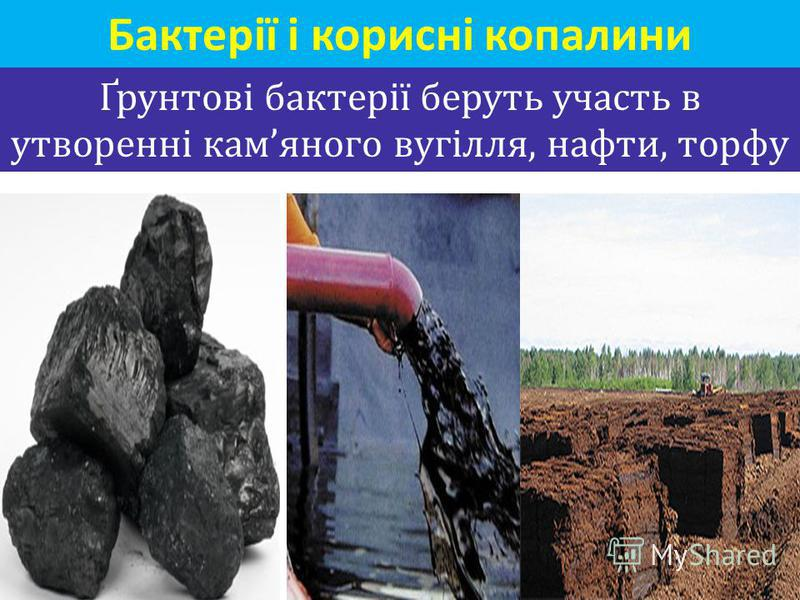 Бактерії і корисні копалини
Ґрунтові бактерії беруть участь в
утворенні кам’яного вугілля, нафти, торфу
MyShared